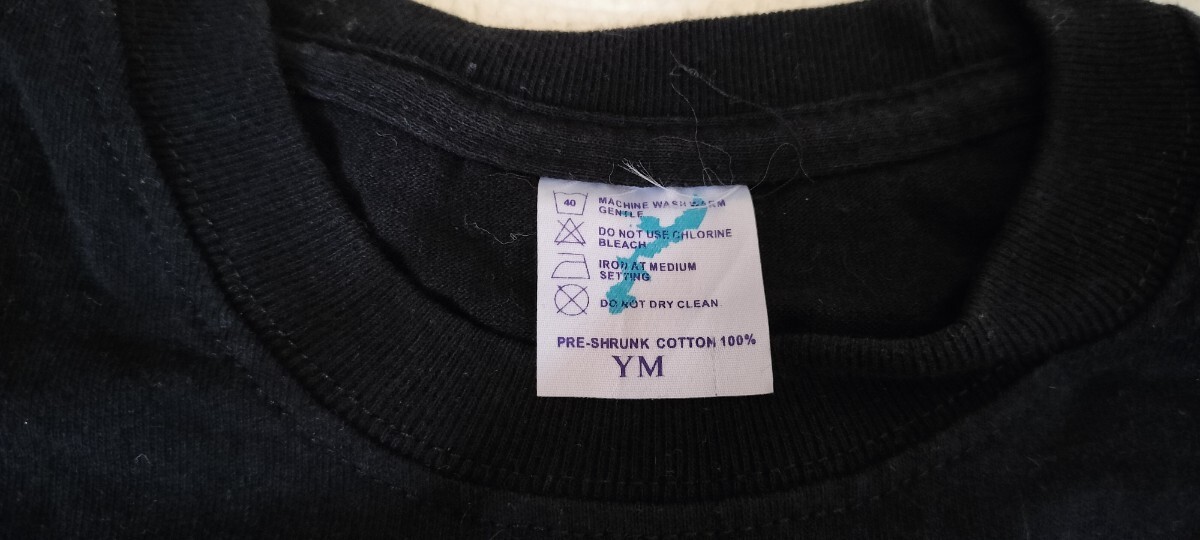 40
MACHINE WASH WARM
GENTLE
DO NOT USE CHLORINE
BLEACH
IRON AT MEDIUM
SETTING
DO NOT DRY CLEAN
PRE-SHRUNK COTTON 100%
YM